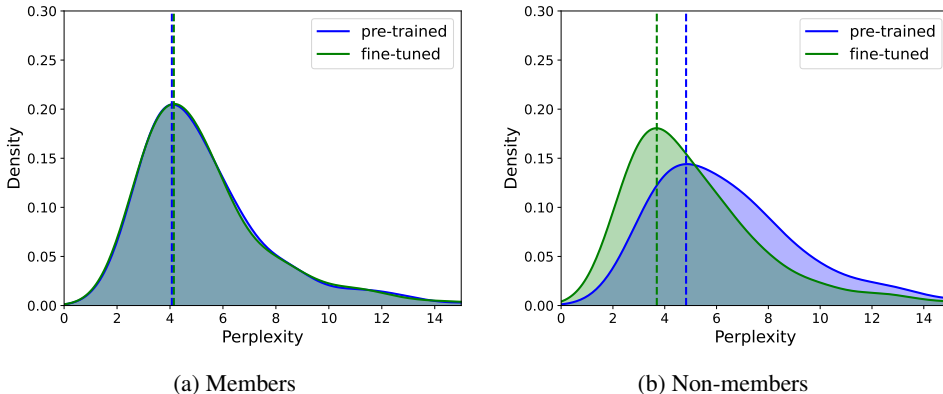 0.30
0.25
0.20
0.15
0.10
0.05
0.00
Density
0 2 4 6 8 10 12 14
Perplexity
pre-trained
fine-tuned
(a) Members
0.30
0.25
0.20
0.15
0.10
0.05
0.00
Density
0 2 4 6 8 10 12 14
Perplexity
pre-trained
fine-tuned
(b) Non-members